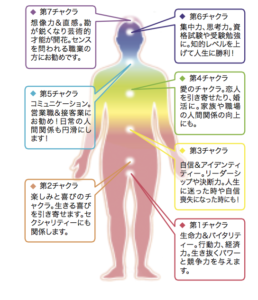 第7チャクラ
想像力&直感。勘
が鋭くなり芸術的
才能が開花。センス
を問われる職業の
方にお勧めです。
第6チャクラ
集中力、思考力。資
格試験や受験勉強
に。知的レベルを上
げて人生に勝利!
第5チャクラ
コミュニケーション。
営業職&接客業に
お勧め!日常の人
間関係も円滑にし
ます!
第4チャクラ
愛のチャクラ。恋人
を引き寄せたり、婚
活に。家族や職場
の人間関係の向上
にも。
第3チャクラ
自信&アイデンティ
ティー。リーダーシ
ップや決断力。人生
に迷った時や自信
喪失になった時にも!
第2チャクラ
楽しみと喜びのチ
ャクラ。生きる喜び
を引き寄せます。セ
クシャリティーにも
関係します。
第1チャクラ
生命力&バイタリテ
ィー。行動力、経済
力。生き抜くパワー
と競争力を与えます。